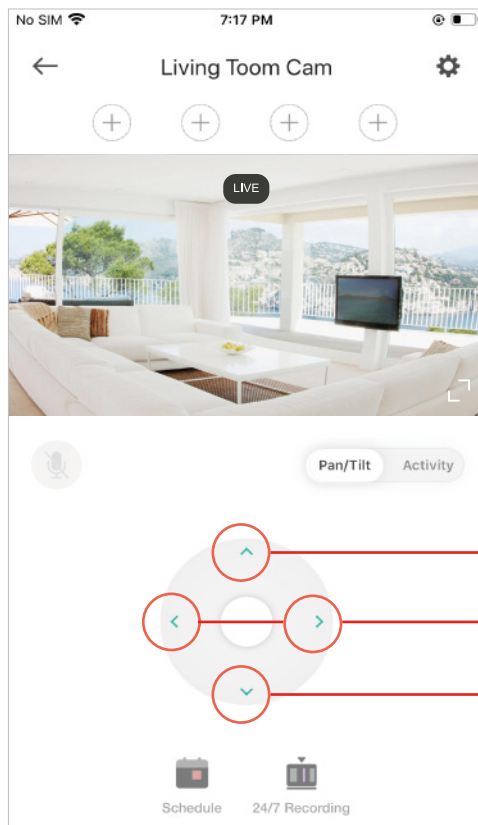 No SIM 7:17 PM
Living Toom Cam
LIVE
Pan/Tilt Activity
Schedule 24/7 Recording